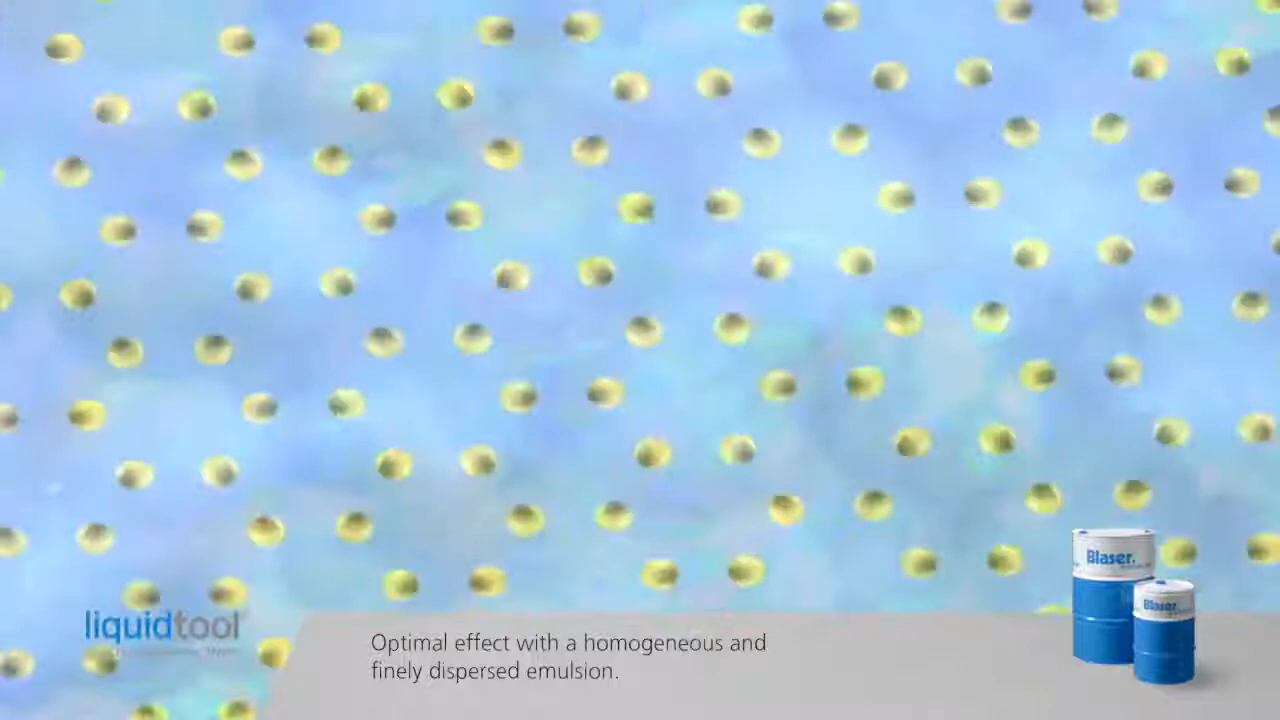 Blaser.
Blaser.
liquidtool
Optimal effect with a homogeneous and
finely dispersed emulsion.